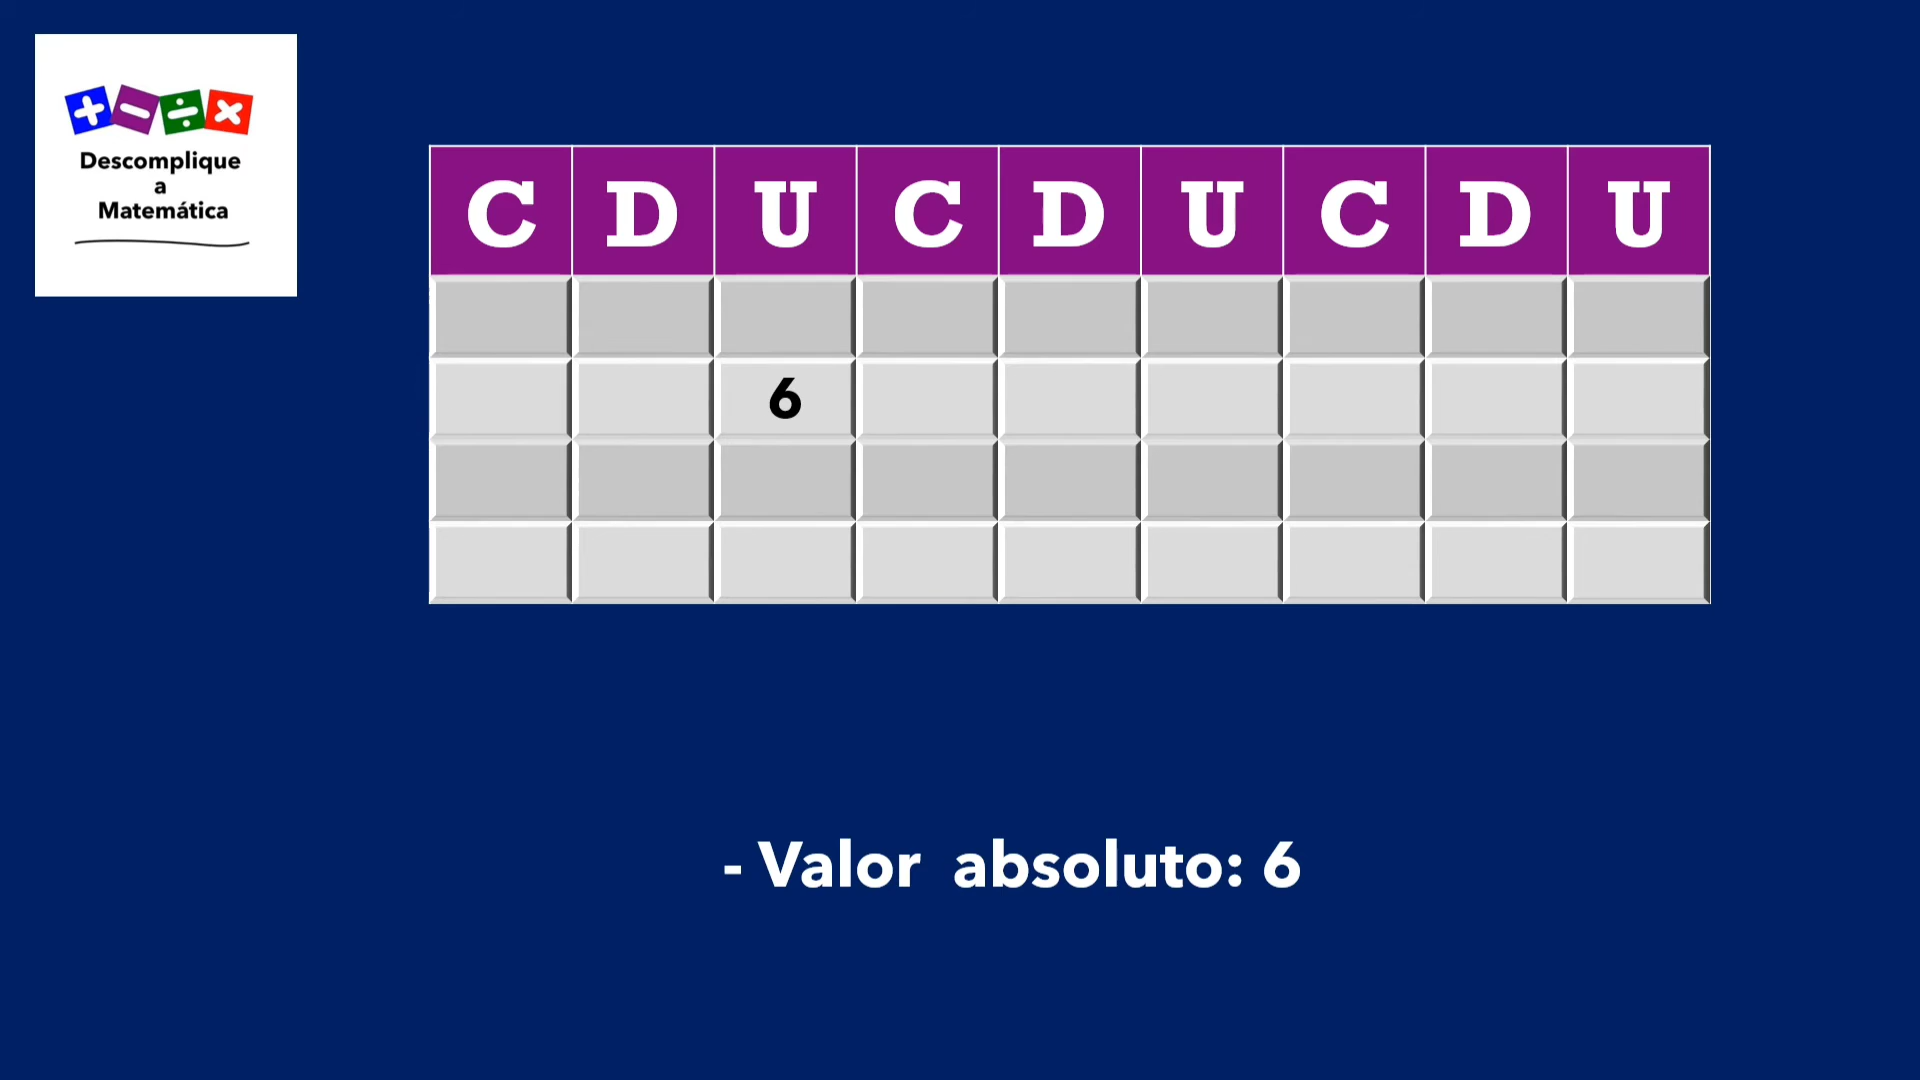 Descomplique
a
Matemática
C D U C D U C D U
6
- Valor absoluto: 6